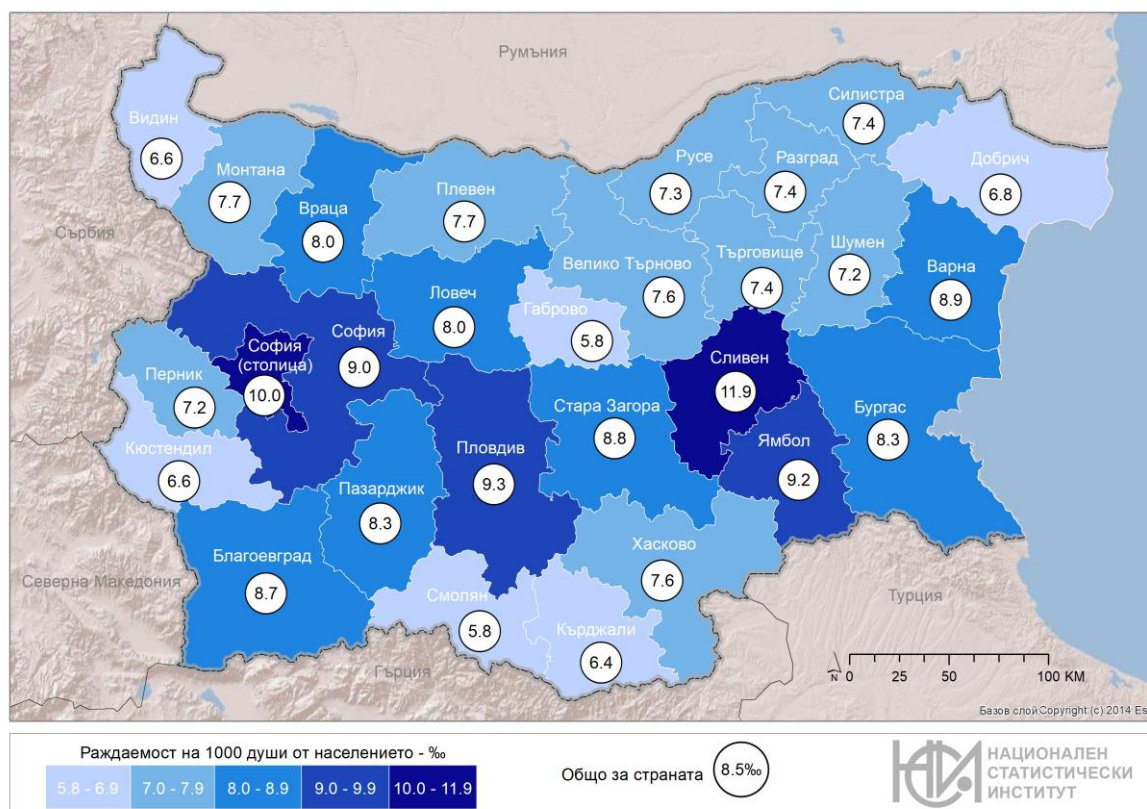 Румъния
Силистра
7.4
Видин
6.6
Русе
7.3
Разград
7.4
Добрич
6.8
Монтана
7.7
Плевен
7.7
Враца
8.0
Сърбия
Шумен
7.2
Велико Търново
7.6
Търговище
7.4
Варна
8.9
Ловеч
8.0
Габрово
5.8
София
9.0
София
(столица)
10.0
Сливен
11.9
Перник
7.2
Стара Загора
8.8
Бургас
8.3
Кюстендил
6.6
Пловдив
9.3
Ямбол
9.2
Пазарджик
8.3
Хасково
7.6
Благоевград
8.7
Северна Македония
Смолян
5.8
Турция
Кърджали
6.4
Гърция
N
0 25 50 100 КМ
Базов слой Copyright (c) 2014 Es
Раждаемост на 1000 души от населението - ‰
5.8 - 6.9 7.0 - 7.9 8.0 - 8.9 9.0 - 9.9 10.0 - 11.9
Общо за страната 8.5‰
НСИ
НАЦИОНАЛЕН
СТАТИСТИЧЕСКИ
ИНСТИТУТ